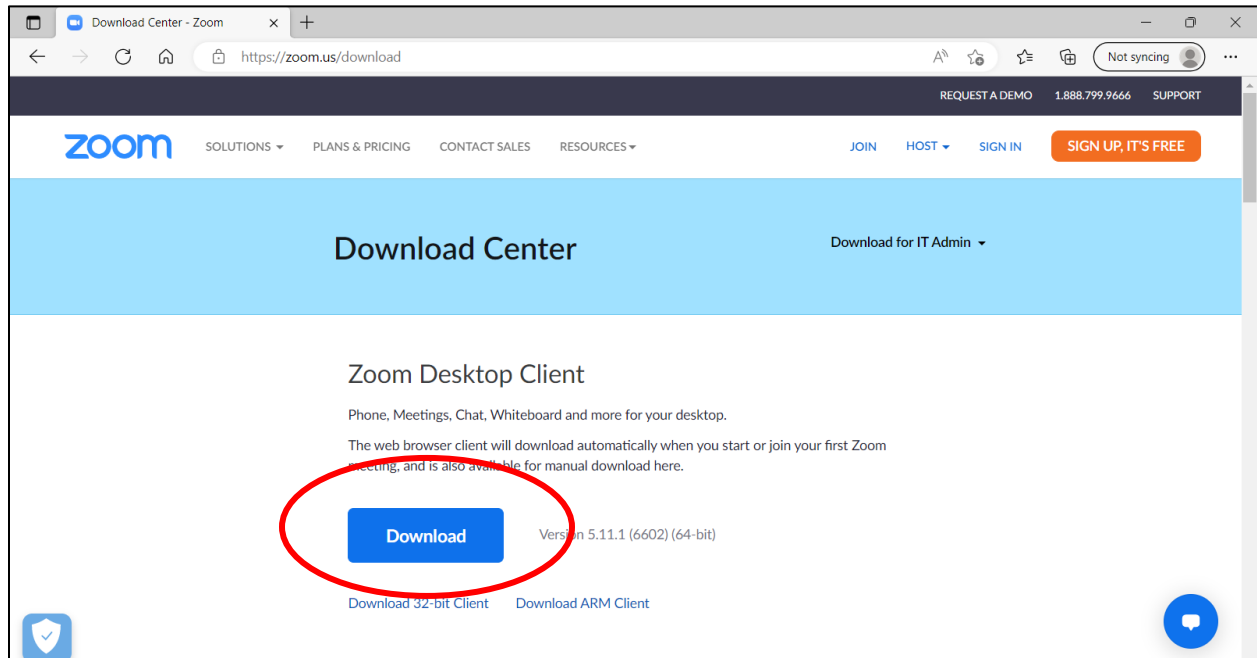 Download Center - Zoom
https://zoom.us/download
Not syncing
REQUEST A DEMO 1.888.799.9666 SUPPORT
zoom SOLUTIONS PLANS & PRICING CONTACT SALES RESOURCES JOIN HOST SIGN IN SIGN UP, IT'S FREE
Download Center
Download for IT Admin
Zoom Desktop Client
Phone, Meetings, Chat, Whiteboard and more for your desktop.
The web browser client will download automatically when you start or join your first Zoom
meeting, and is also available for manual download here.
Download Version 5.11.1 (6602) (64-bit)
Download 32-bit Client Download ARM Client